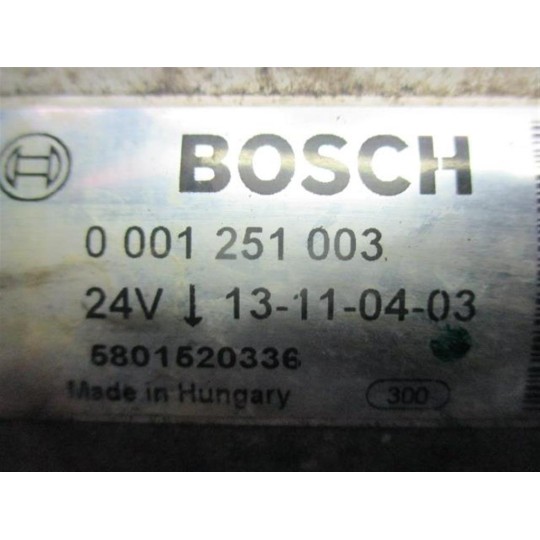 BOSCH
0 001 251 003
24V ↓ 13-11-04-03
5801520336
Made in Hungary 300